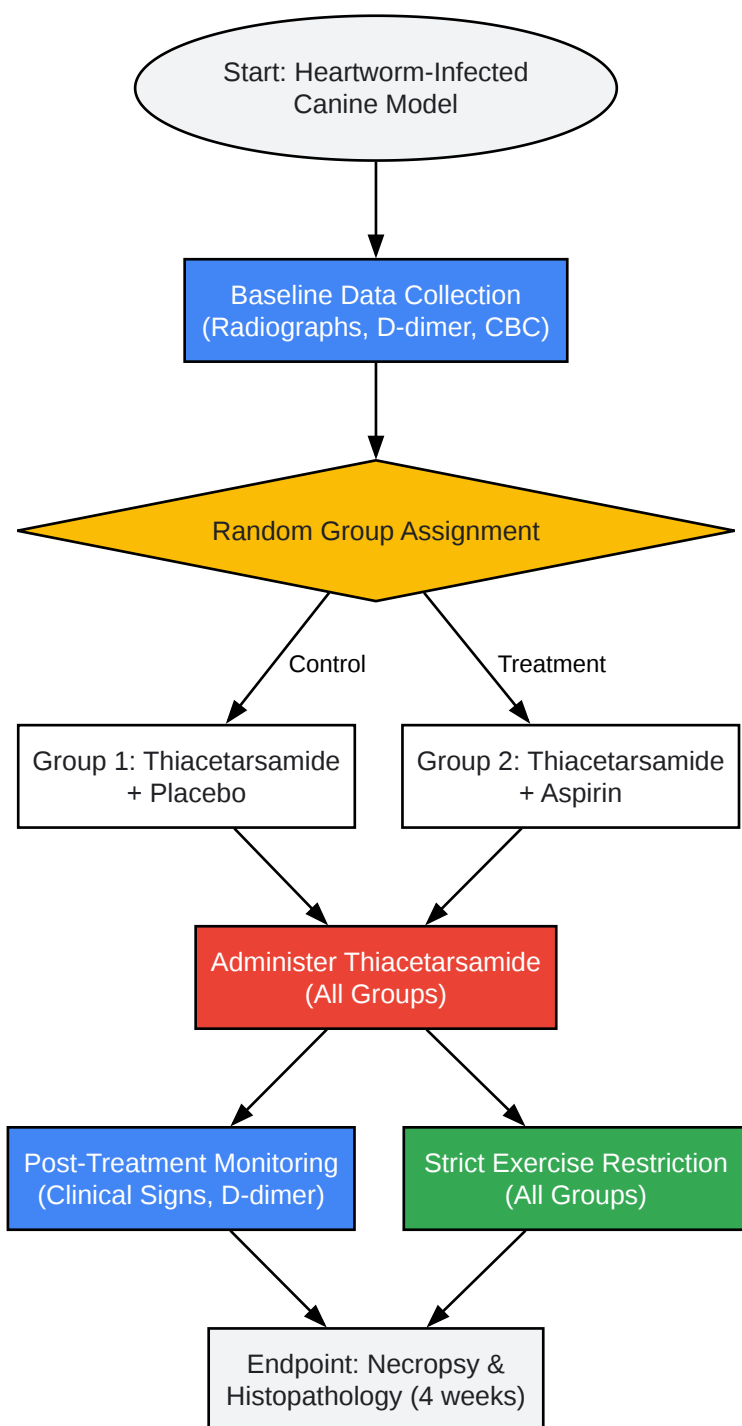 Start: Heartworm-Infected
Canine Model
Baseline Data Collection
(Radiographs, D-dimer, CBC)
Random Group Assignment
Control
Treatment
Group 1: Thiacetarsamide
+ Placebo
Group 2: Thiacetarsamide
+ Aspirin
Administer Thiacetarsamide
(All Groups)
Post-Treatment Monitoring
(Clinical Signs, D-dimer)
Strict Exercise Restriction
(All Groups)
Endpoint: Necropsy &
Histopathology (4 weeks)